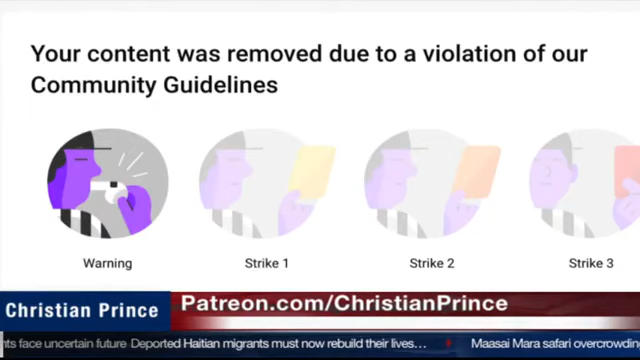 Your content was removed due to a violation of our
Community Guidelines
Warning
Strike 1
Strike 2
Strike 3
Christian Prince
Patreon.com/ChristianPrince
face uncertain future Deported Haitian migrants must now rebuild their lives...
Maasai Mara safari